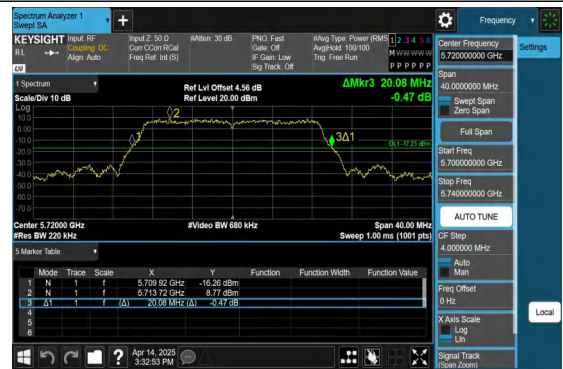 Spectrum Analyzer 1
Swept SA
Frequency
KEYSIGHT
RL
Input: RF
Coupling: DC
Align: Auto
Input Z: 50 Ω
Corr CCorr RCal
Freq Ref: Int (S)
#Atten: 30 dB
PNO: Fast
Gate: Off
IF Gain: Low
Sig Track: Off
#Avg Type: Power (RMS
Avg|Hold: 100/100
Trig: Free Run
1 2 3 4 5 6
M W W W W W
P P P P P P
LXI
1 Spectrum
Scale/Div 10 dB
Ref Lvl Offset 4.56 dB
Ref Level 20.00 dBm
ΔMkr3 20.08 MHz
-0.47 dB
Log
10.0
0.00
-10.0
-20.0
-30.0
-40.0
-50.0
-60.0
-70.0
1
2
3Δ1
DL1 -17.23 dBm
Center 5.72000 GHz
#Res BW 220 kHz
#Video BW 680 kHz
Span 40.00 MHz
Sweep 1.00 ms (1001 pts)
5 Marker Table
Mode Trace Scale X Y Function Function Width Function Value
1 N 1 f 5.709 92 GHz -16.26 dBm
2 N 1 f 5.713 72 GHz 8.77 dBm
3 Δ1 1 f (Δ) 20.08 MHz (Δ) -0.47 dB
4
5
6
Apr 14, 2025
3:32:53 PM
Center Frequency
5.720000000 GHz
Settings
Span
40.0000000 MHz
Swept Span
Zero Span
Full Span
Start Freq
5.700000000 GHz
Stop Freq
5.740000000 GHz
AUTO TUNE
CF Step
4.000000 MHz
Auto
Man
Freq Offset
0 Hz
X Axis Scale
Log
Lin
Local
Signal Track
(Span Zoom)